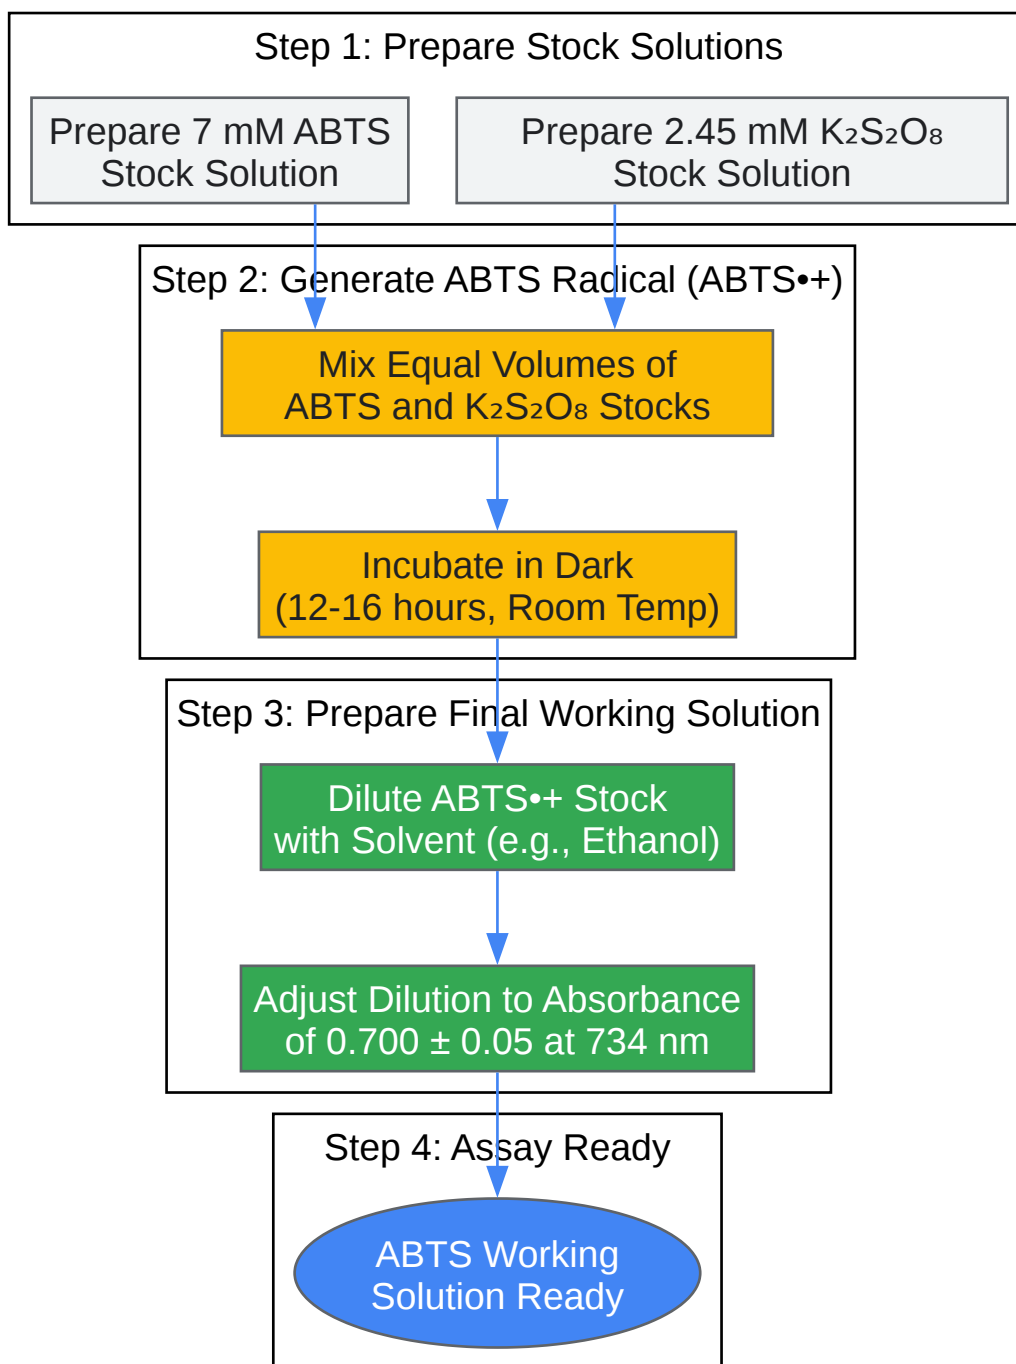 Step 1: Prepare Stock Solutions
Prepare 7 mM ABTS
Stock Solution
Prepare 2.45 mM K₂S₂O₈
Stock Solution
Step 2: Generate ABTS Radical (ABTS•+)
Mix Equal Volumes of
ABTS and K₂S₂O₈ Stocks
Incubate in Dark
(12-16 hours, Room Temp)
Step 3: Prepare Final Working Solution
Dilute ABTS•+ Stock
with Solvent (e.g., Ethanol)
Adjust Dilution to Absorbance
of 0.700 ± 0.05 at 734 nm
Step 4: Assay Ready
ABTS Working
Solution Ready